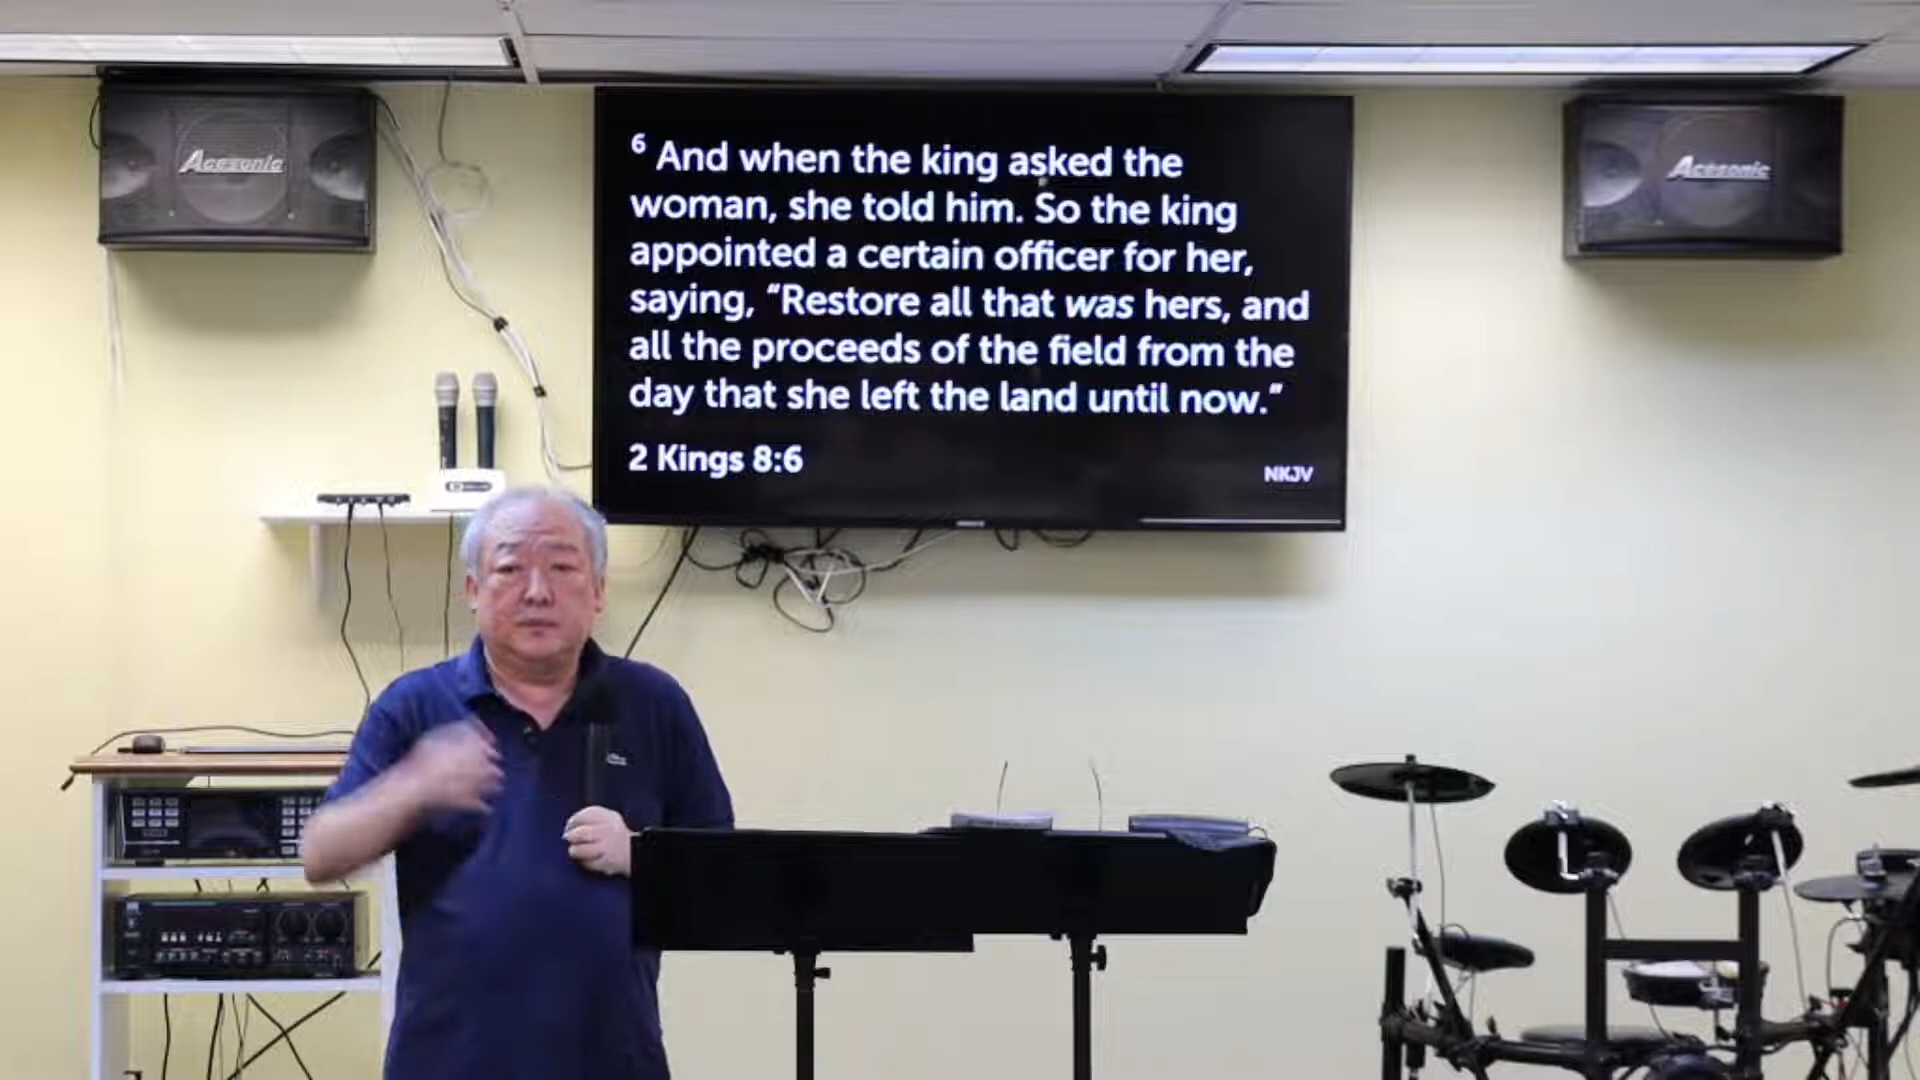 Acesonic
Acesonic
6 And when the king asked the
woman, she told him. So the king
appointed a certain officer for her,
saying, “Restore all that was hers, and
all the proceeds of the field from the
day that she left the land until now.”
2 Kings 8:6
NKJV